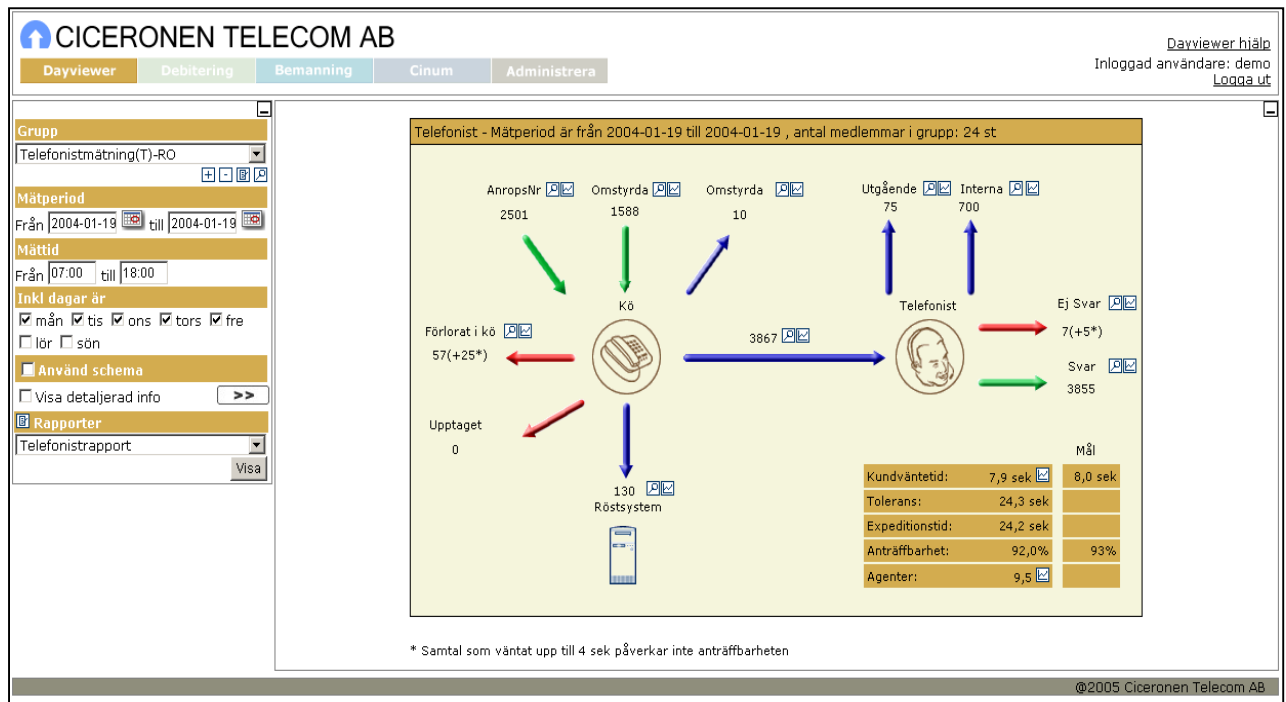 CICERONEN TELECOM AB
Dayviewer hjälp
Inloggad användare: demo
Logga ut
Dayviewer Debitering Bemanning Cinum Administrera
Grupp
Telefonistmätning(T)-RO
Mätperiod
Från 2004-01-19 till 2004-01-19
Mättid
Från 07:00 till 18:00
Inkl dagar är
mån tis ons tors fre
lör sön
Använd schema
Visa detaljerad info >>
Rapporter
Telefonistrapport
Visa
Telefonist - Mätperiod är från 2004-01-19 till 2004-01-19 , antal medlemmar i grupp: 24 st
AnropsNr Omstyrda Omstyrda Utgående Interna
2501 1588 10 75 700
Kö Telefonist
Ej Svar
7(+5*)
Förlorat i kö
57(+25*)
3867
Svar
3855
Upptaget
0
130
Röstsystem
Mål
Kundväntetid: 7,9 sek 8,0 sek
Tolerans: 24,3 sek
Expeditionstid: 24,2 sek
Anträffbarhet: 92,0% 93%
Agenter: 9,5
* Samtal som väntat upp till 4 sek påverkar inte anträffbarheten
@2005 Ciceronen Telecom AB